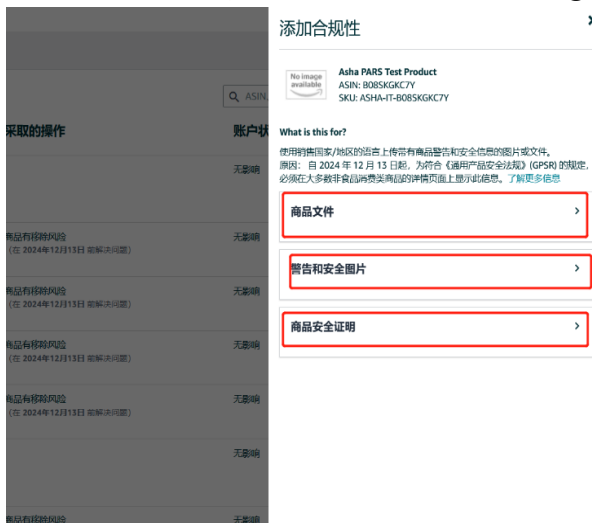 添加合规性
No image
available
Asha PARS Test Product
ASIN: B08SKGKC7Y
SKU: ASHA-IT-B08SKGKC7Y
What is this for?
使用销售国家/地区的语言上传带有商品警告和安全信息的图片或文件。
原因： 自 2024 年 12 月 13 日起，为符合《通用产品安全法规》(GPSR) 的规定，
必须在大多数非食品消费类商品的详情页面上显示此信息。了解更多信息
商品文件
警告和安全图片
商品安全证明
ASIN,
采取的操作
账户状
无影响
商品有移除风险
无影响
(在 2024年12月13日 前解决问题)
商品有移除风险
无影响
(在 2024年12月13日 前解决问题)
商品有移除风险
无影响
(在 2024年12月13日 前解决问题)
商品有移除风险
无影响
(在 2024年12月13日 前解决问题)
无影响
商品有移除风险
无影响